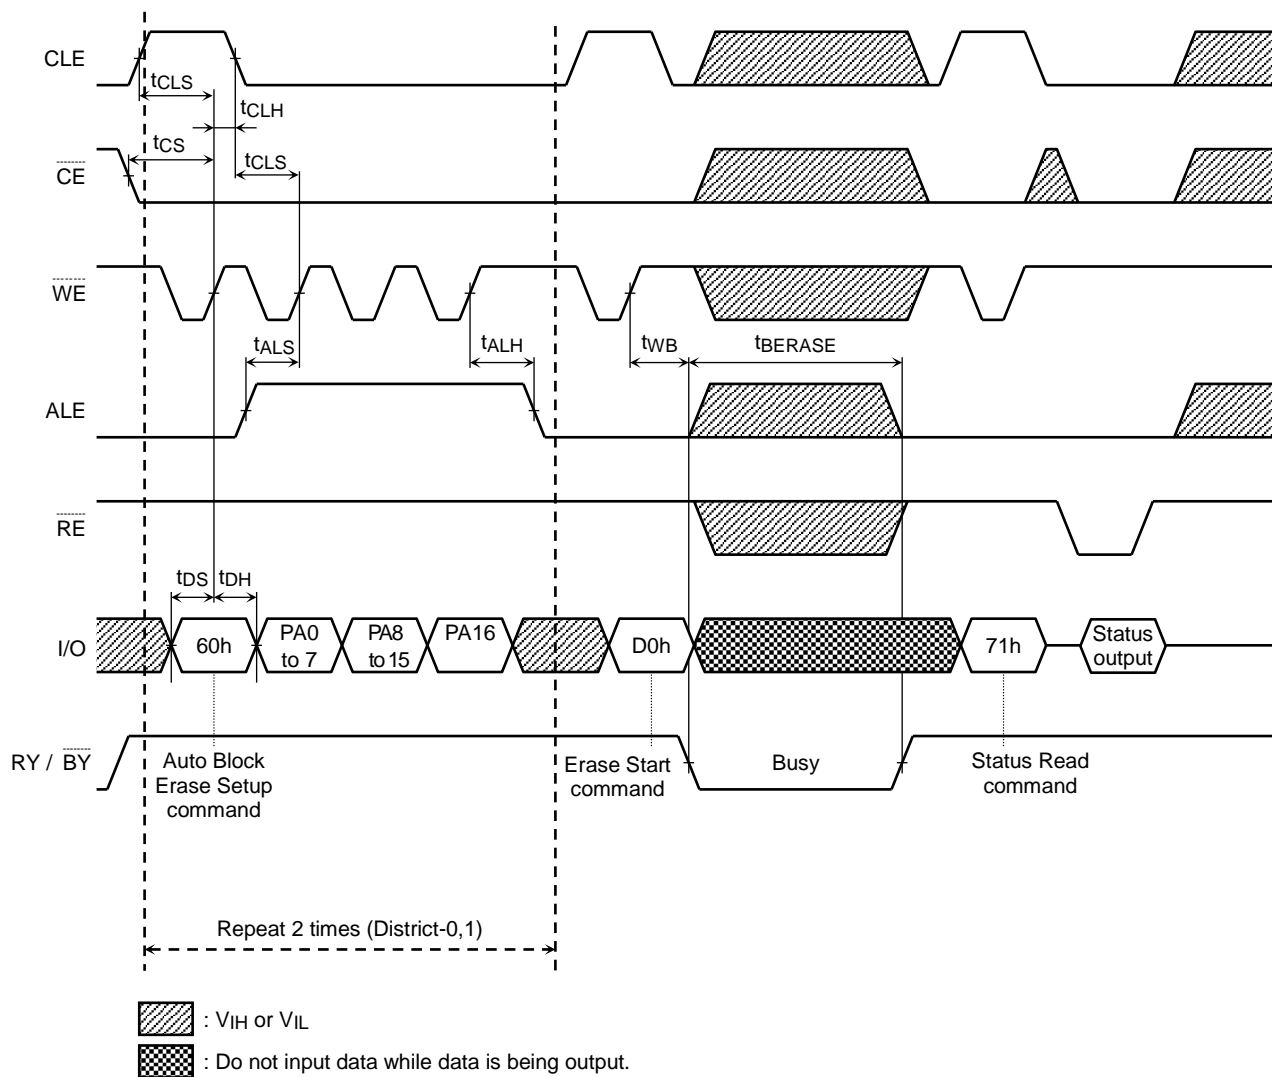 CLE
tCLS
tCLH
tCS
CE
tCLS
WE
tALS
tALH
tWB
tBERASE
ALE
RE
tDS
tDH
I/O
60h
PA0
to 7
PA8
to 15
PA16
D0h
71h
Status
output
RY / BY
Auto Block
Erase Setup
command
Erase Start
command
Busy
Status Read
command
Repeat 2 times (District-0,1)
: VIH or VIL
: Do not input data while data is being output.